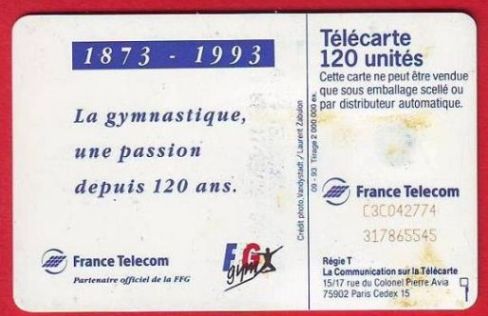 1873 - 1993
La gymnastique,
une passion
depuis 120 ans.
France Telecom
Partenaire officiel de la FFG
FFG
gym
Crédit photo, Vandystadt / Laurent Zabulon
09 - 93 Tirage 2 000 000 ex.
Télécarte
120 unités
Cette carte ne peut être vendue
que sous emballage scellé ou
par distributeur automatique.
France Telecom
C3C042774
317865545
Régie T
La Communication sur la Télécarte
15/17 rue du Colonel Pierre Avia
75902 Paris Cedex 15